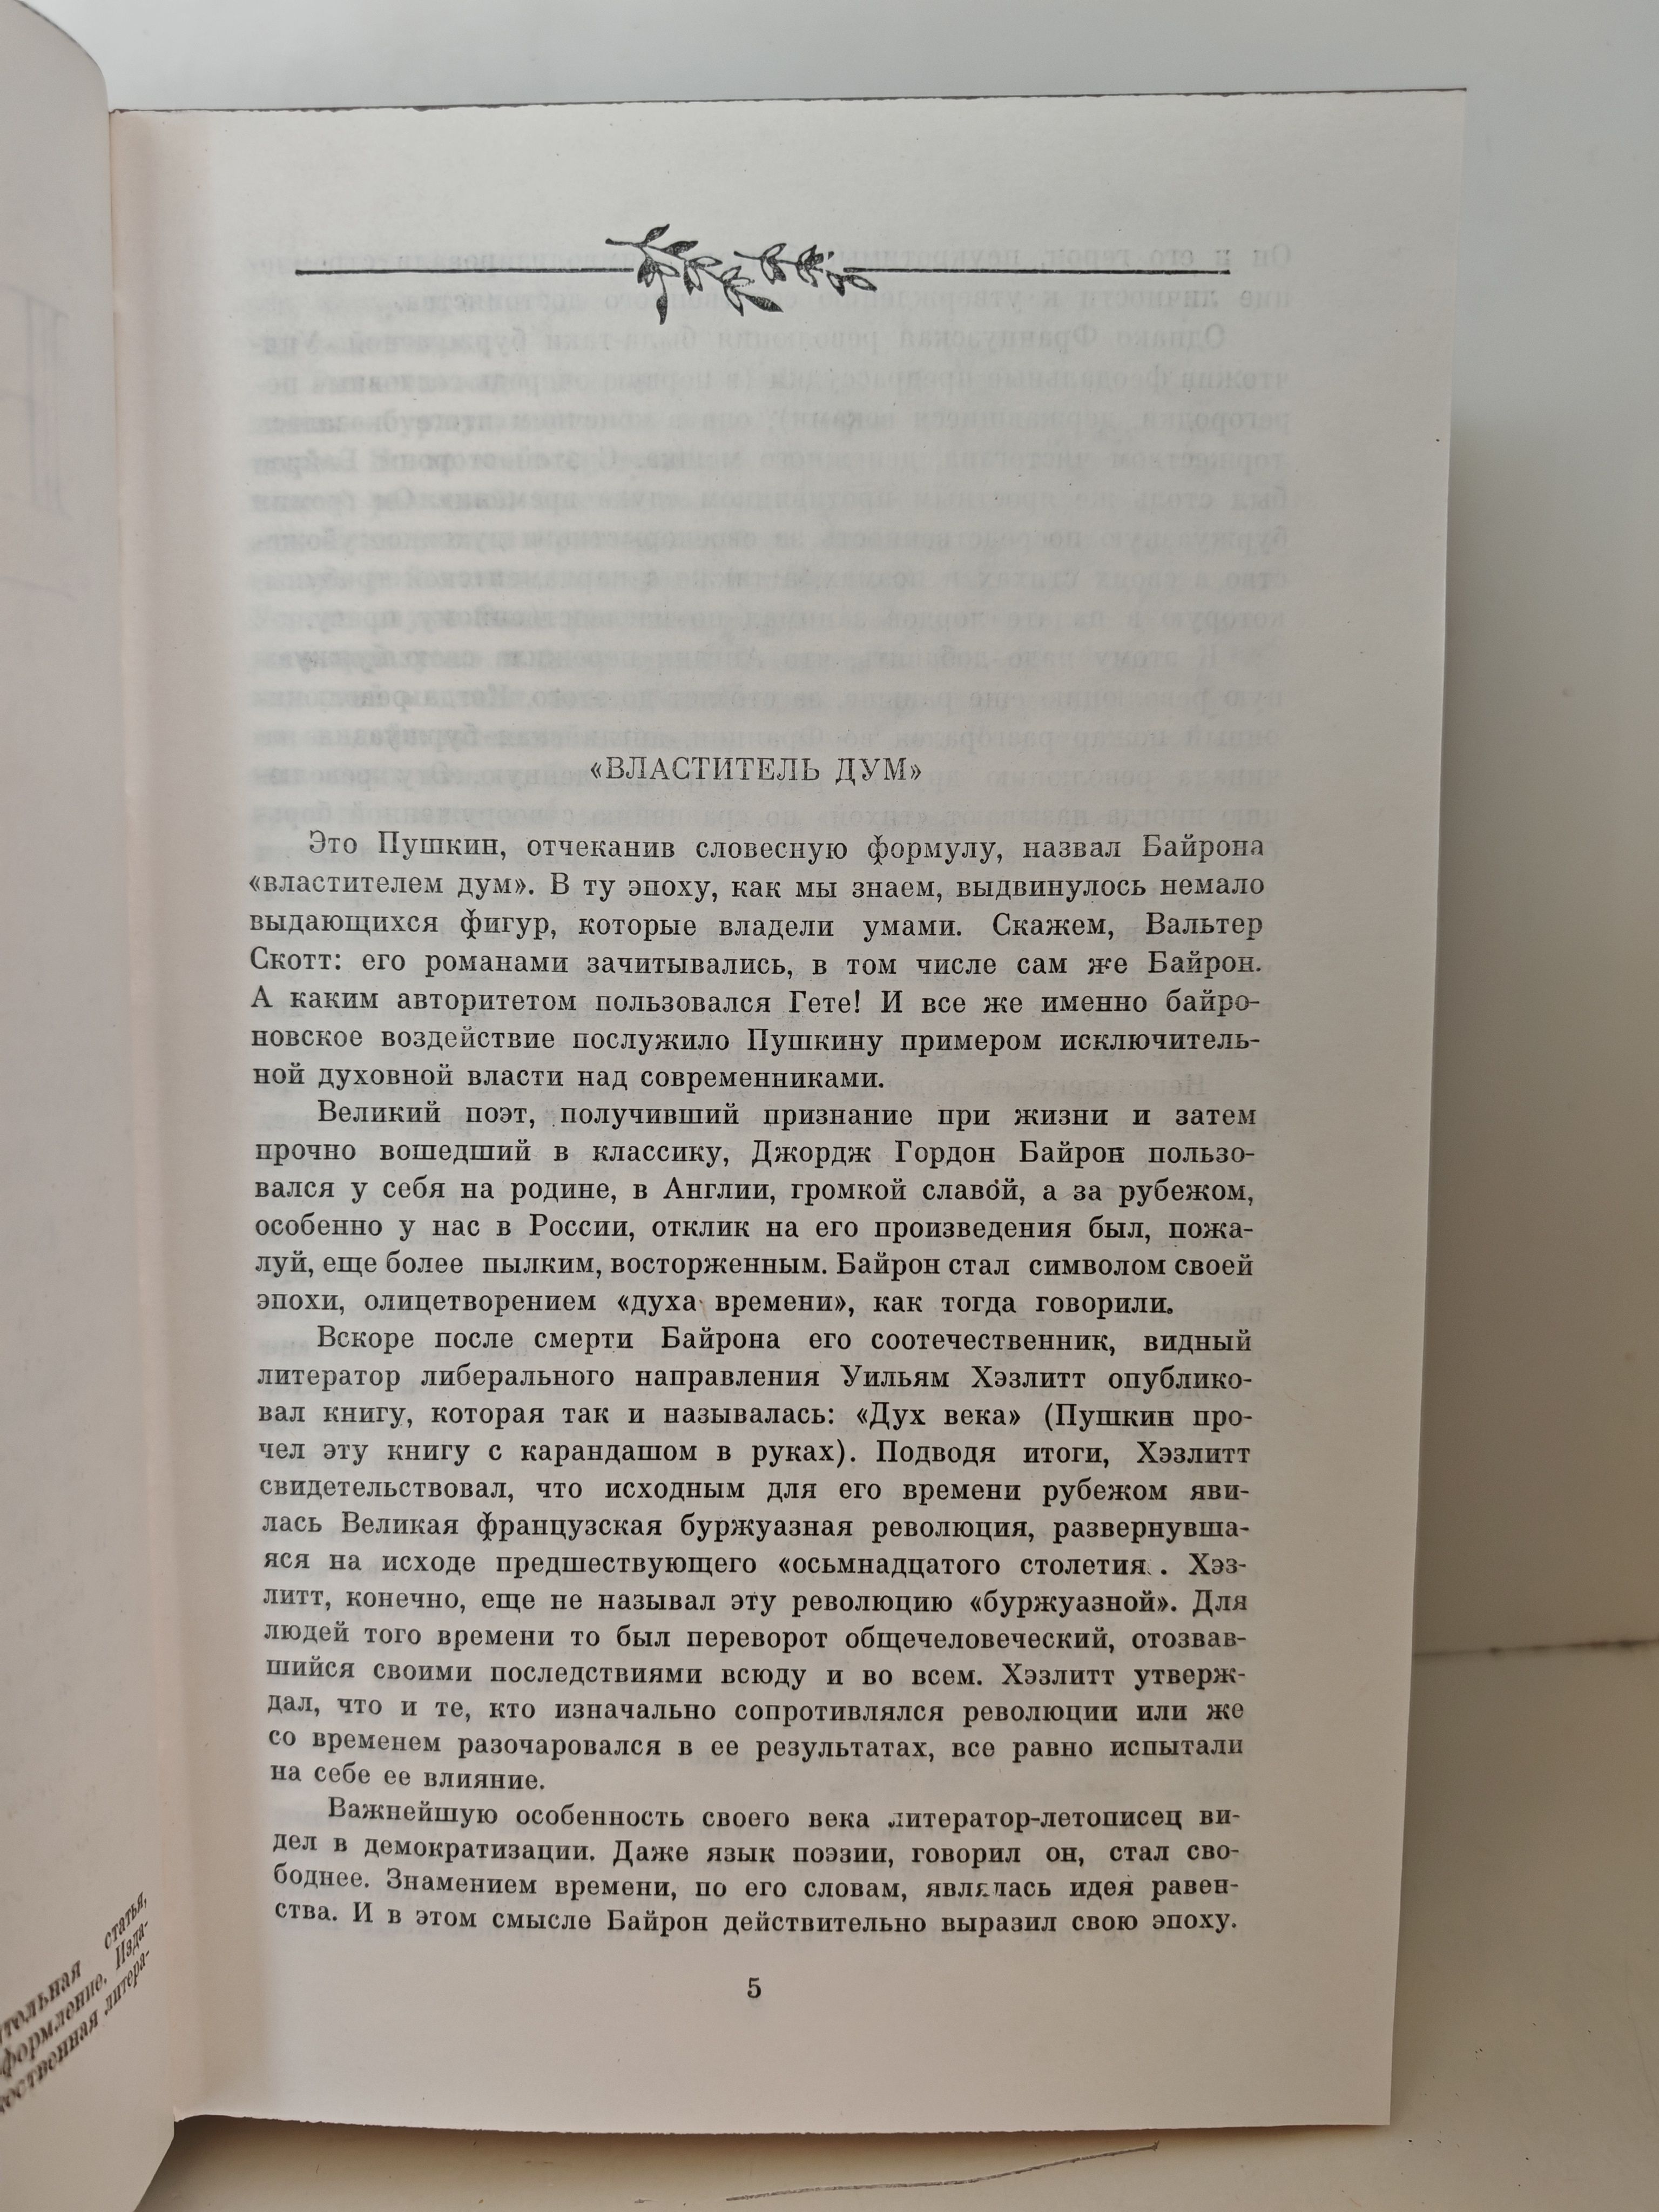 «ВЛАСТИТЕЛЬ ДУМ»
Это Пушкин, отчеканив словесную формулу, назвал Байрона
«властителем дум». В ту эпоху, как мы знаем, выдвинулось немало
выдающихся фигур, которые владели умами. Скажем, Вальтер
Скотт: его романами зачитывались, в том числе сам же Байрон.
А каким авторитетом пользовался Гете! И все же именно байро-
новское воздействие послужило Пушкину примером исключитель-
ной духовной власти над современниками.
Великий поэт, получивший признание при жизни и затем
прочно вошедший в классику, Джордж Гордон Байрон пользо-
вался у себя на родине, в Англии, громкой славой, а за рубежом,
особенно у нас в России, отклик на его произведения был, пожа-
луй, еще более пылким, восторженным. Байрон стал символом своей
эпохи, олицетворением «духа времени», как тогда говорили.
Вскоре после смерти Байрона его соотечественник, видный
литератор либерального направления Уильям Хэзлитт опублико-
вал книгу, которая так и называлась: «Дух века» (Пушкин про-
чел эту книгу с карандашом в руках). Подводя итоги, Хэзлитт
свидетельствовал, что исходным для его времени рубежом яви-
лась Великая французская буржуазная революция, развернувша-
яся на исходе предшествующего «осьмнадцатого столетия. Хэз-
литт, конечно, еще не называл эту революцию «буржуазной». Для
людей того времени то был переворот общечеловеческий, отозвав-
шийся своими последствиями всюду и во всем. Хэзлитт утверж-
дал, что и те, кто изначально сопротивлялся революции или же
со временем разочаровался в ее результатах, все равно испытали
на себе ее влияние.
Важнейшую особенность своего века литератор-летописец ви-
дел в демократизации. Даже язык поэзии, говорил он, стал сво-
боднее. Знамением времени, по его словам, являлась идея равен-
ства. И в этом смысле Байрон действительно выразил свою эпоху.
5
статья,
формление. Изда-
литера-